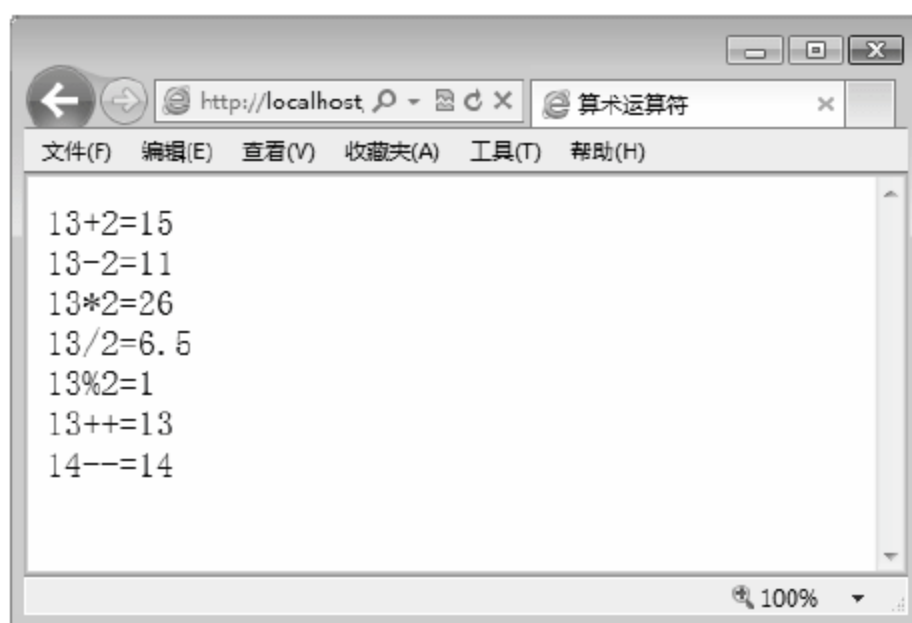 http://localhost
算术运算符
文件(F) 编辑(E) 查看(V) 收藏夹(A) 工具(T) 帮助(H)
13+2=15
13-2=11
13*2=26
13/2=6.5
13%2=1
13++=13
14--=14
100%